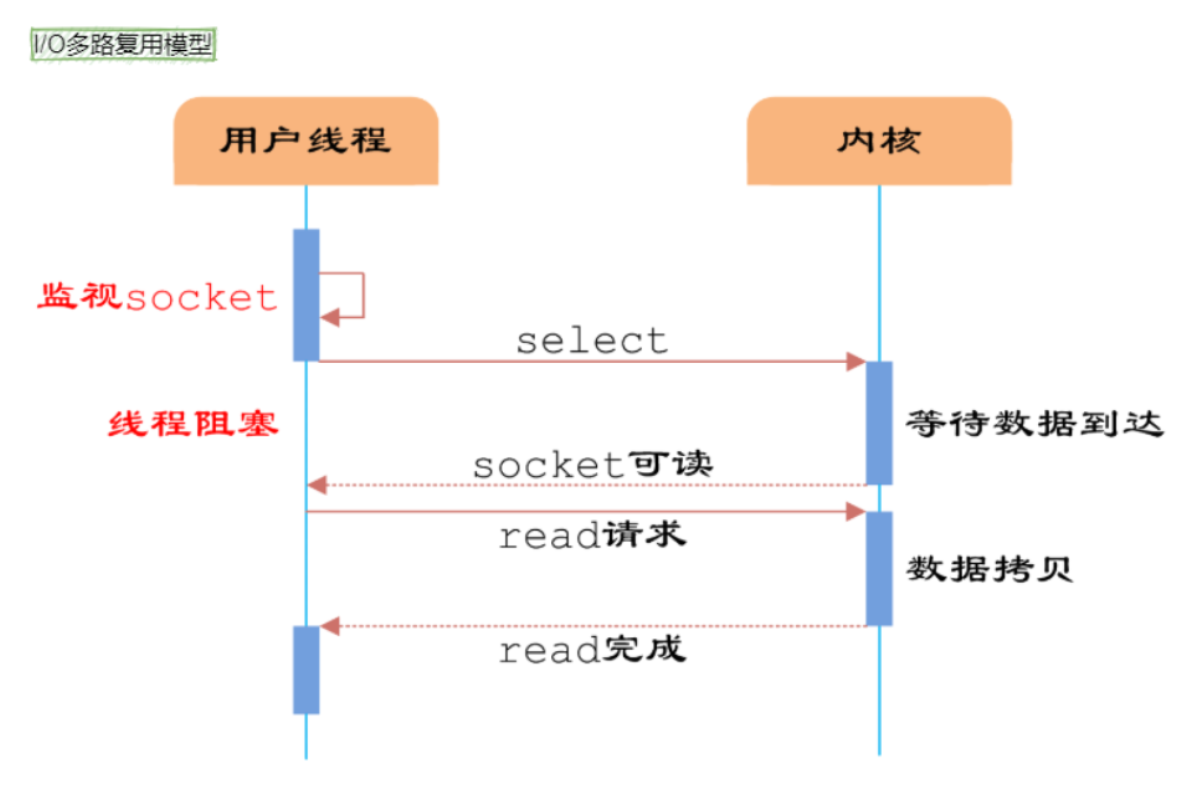 I/O多路复用模型
用户线程
内核
监视socket
select
线程阻塞
等待数据到达
socket可读
read请求
数据拷贝
read完成